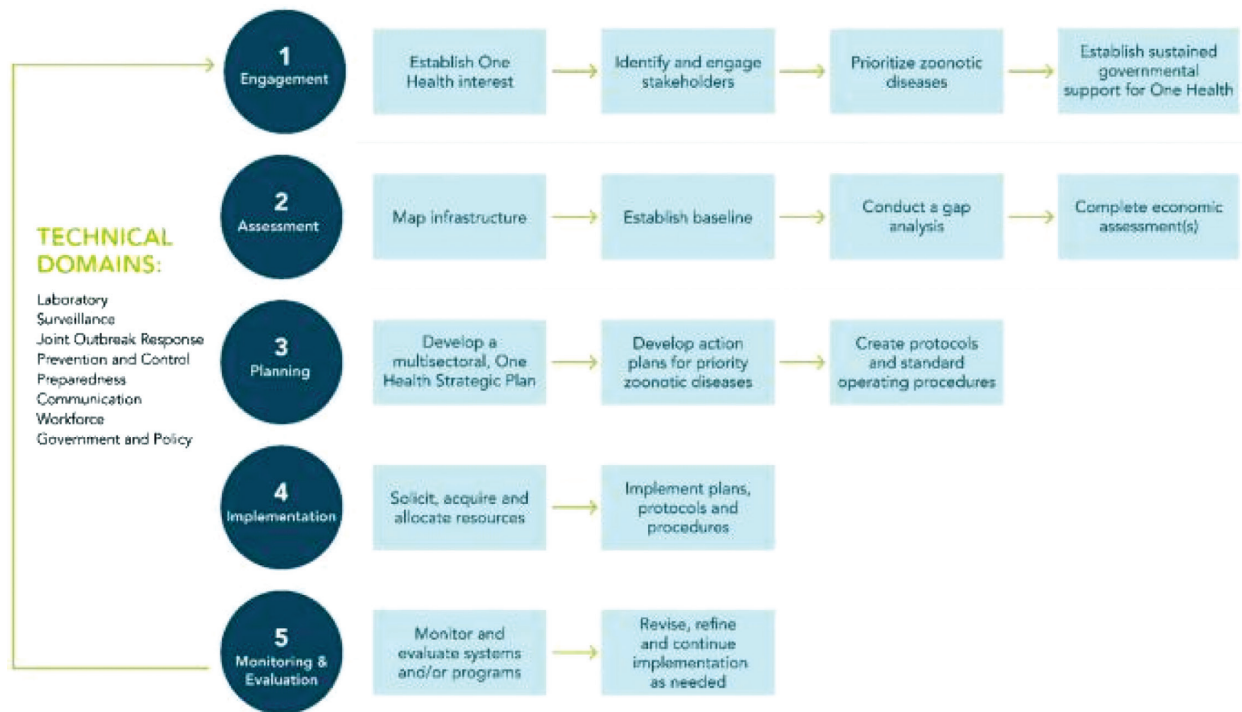 1
Engagement
Establish One
Health interest
Identify and engage
stakeholders
Prioritize zoonotic
diseases
Establish sustained
governmental
support for One Health
2
Assessment
Map infrastructure
Establish baseline
Conduct a gap
analysis
Complete economic
assessment(s)
TECHNICAL
DOMAINS:
Laboratory
Surveillance
Joint Outbreak Response
Prevention and Control
Preparedness
Communication
Workforce
Government and Policy
3
Planning
Develop a
multisectoral, One
Health Strategic Plan
Develop action
plans for priority
zoonotic diseases
Create protocols
and standard
operating procedures
4
Implementation
Solicit, acquire and
allocate resources
Implement plans,
protocols and
procedures
5
Monitoring &
Evaluation
Monitor and
evaluate systems
and/or programs
Revise, refine
and continue
implementation
as needed